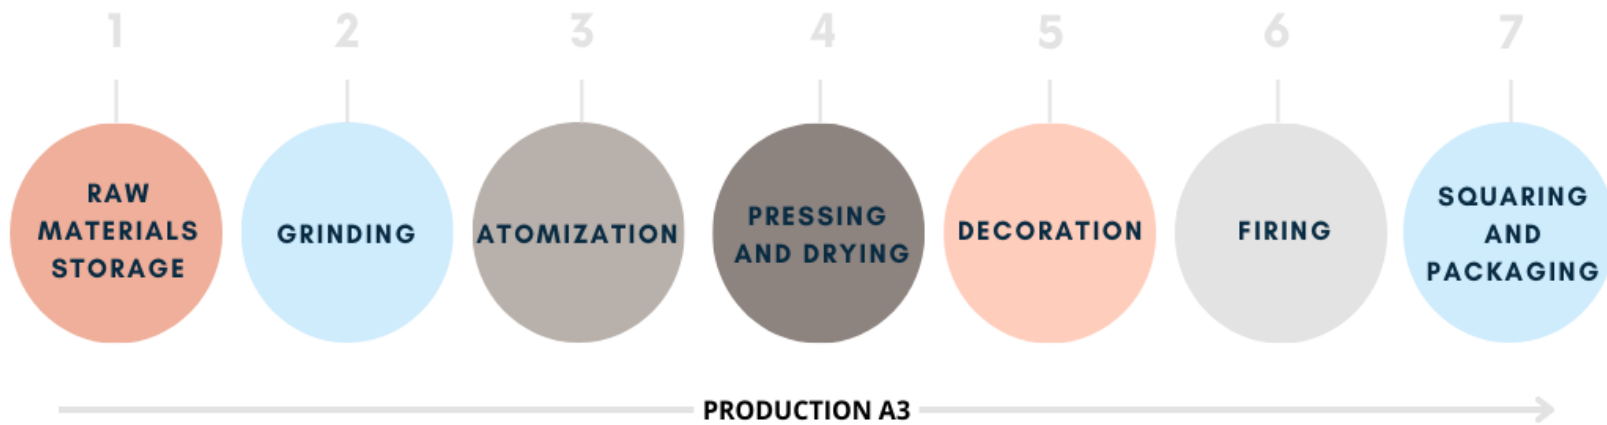 1
2
3
4
5
6
7
RAW
MATERIALS
STORAGE
GRINDING
ATOMIZATION
PRESSING
AND DRYING
DECORATION
FIRING
SQUARING
AND
PACKAGING
PRODUCTION A3